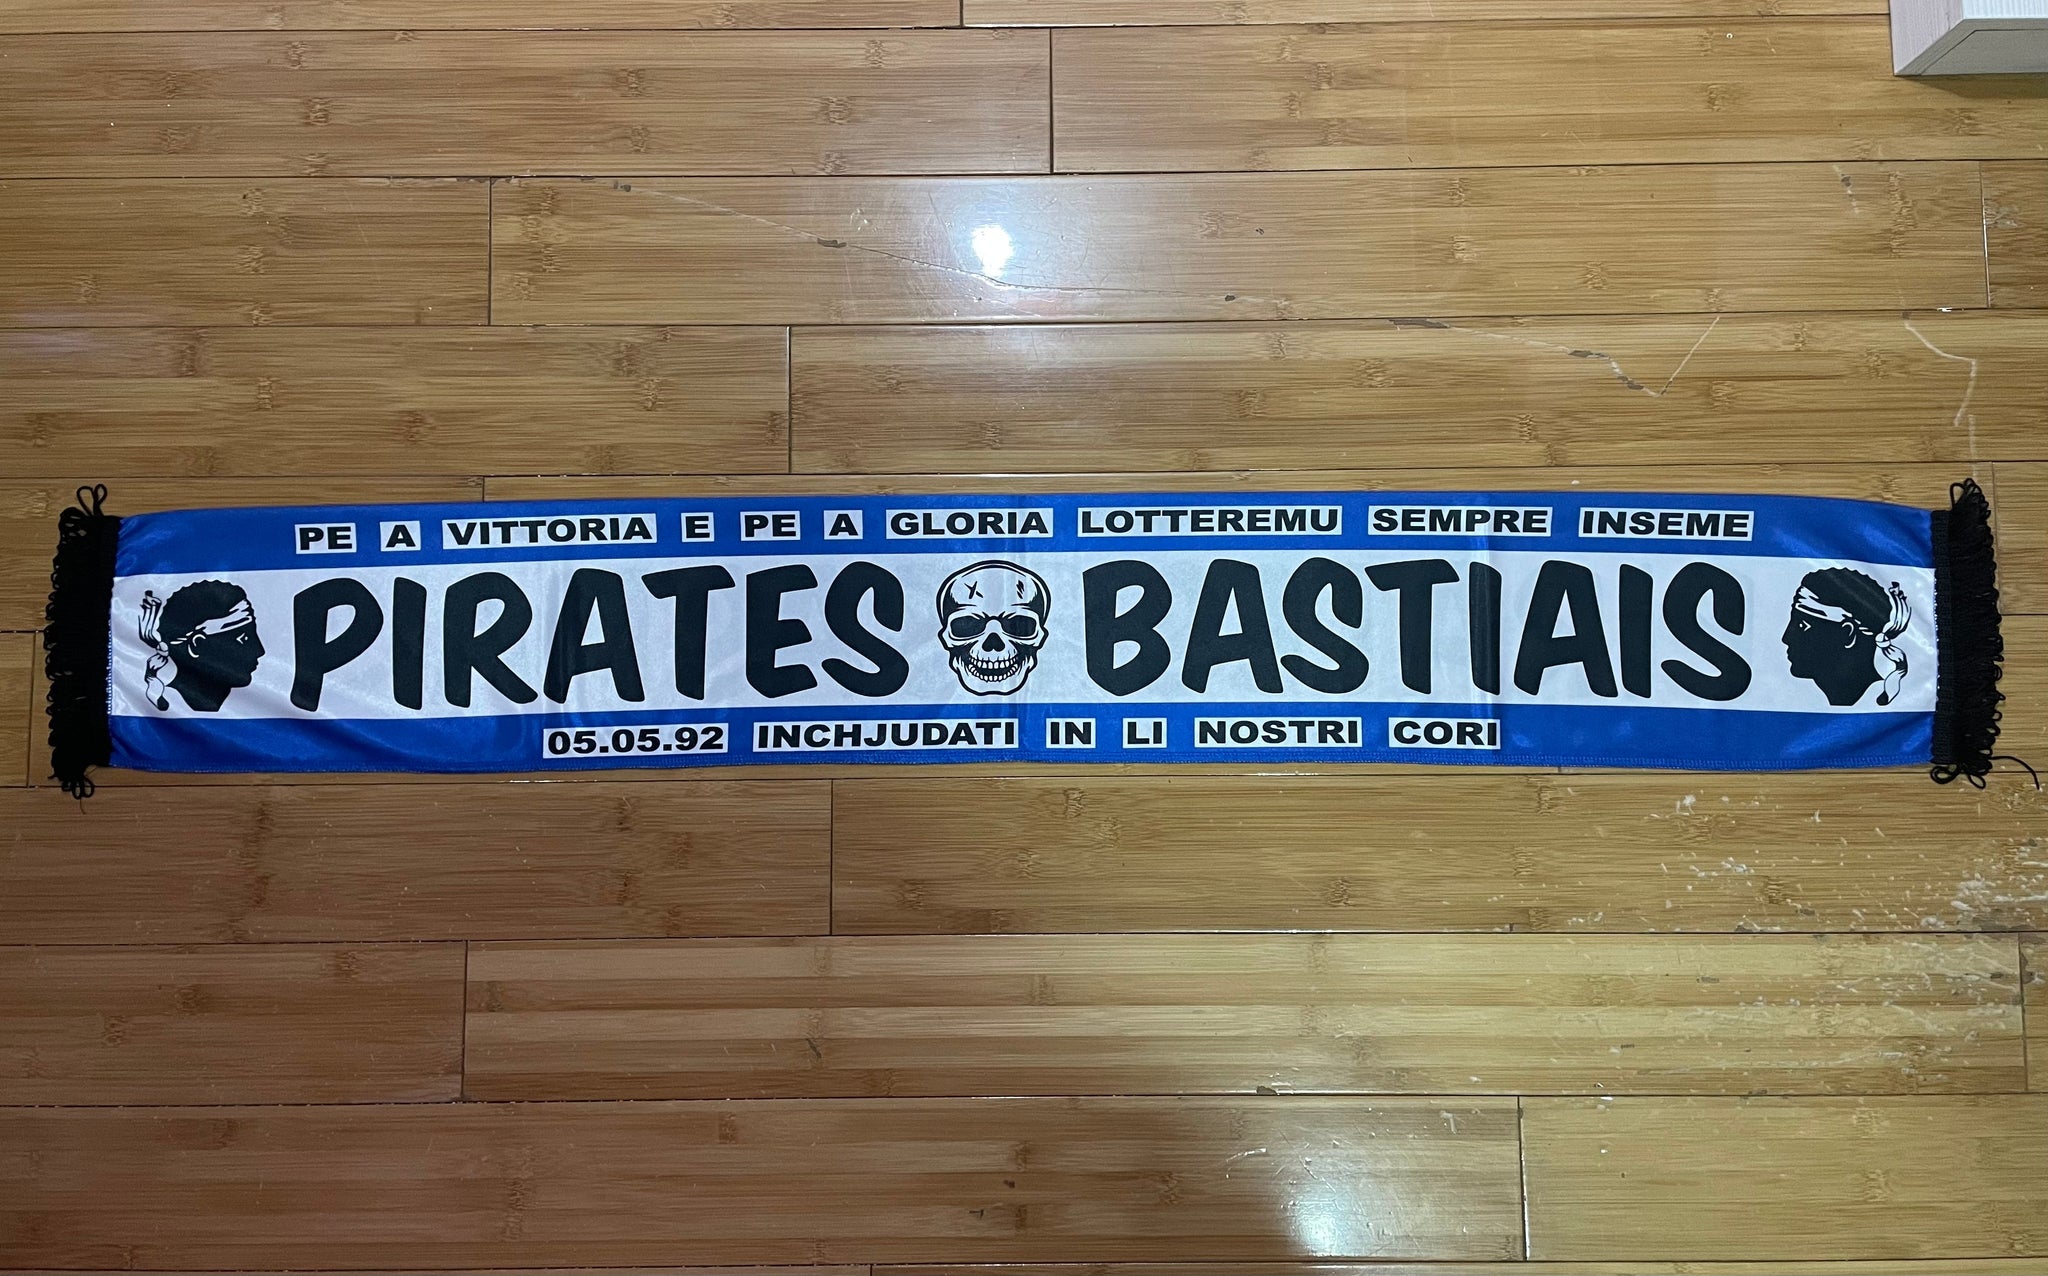 PE A VITTORIA E PE A GLORIA LOTTEREMU SEMPRE INSEME
PIRATES BASTIAIS
05.05.92 INCHJUDATI IN LI NOSTRI CORI